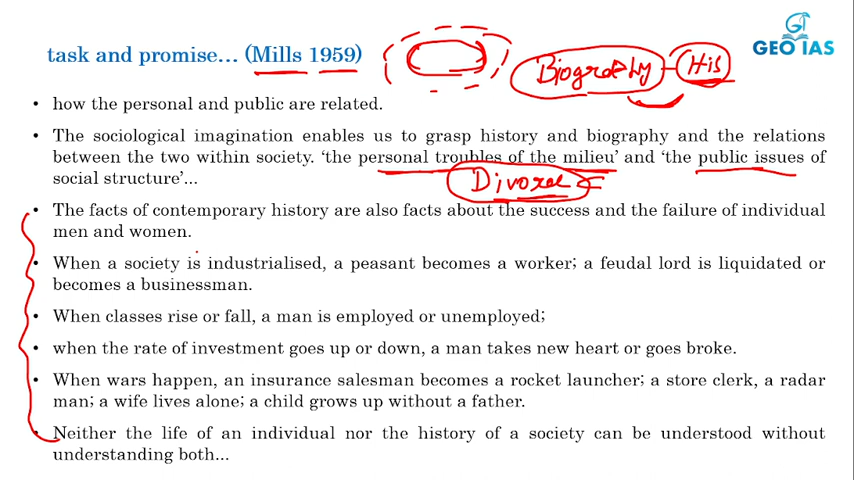 task and promise... (Mills 1959)
Biography - His
GEO IAS
• how the personal and public are related.
• The sociological imagination enables us to grasp history and biography and the relations
between the two within society. ‘the personal troubles of the milieu’ and ‘the public issues of
social structure’...
Divorce
• The facts of contemporary history are also facts about the success and the failure of individual
men and women.
• When a society is industrialised, a peasant becomes a worker; a feudal lord is liquidated or
becomes a businessman.
• When classes rise or fall, a man is employed or unemployed;
• when the rate of investment goes up or down, a man takes new heart or goes broke.
• When wars happen, an insurance salesman becomes a rocket launcher; a store clerk, a radar
man; a wife lives alone; a child grows up without a father.
• Neither the life of an individual nor the history of a society can be understood without
understanding both...